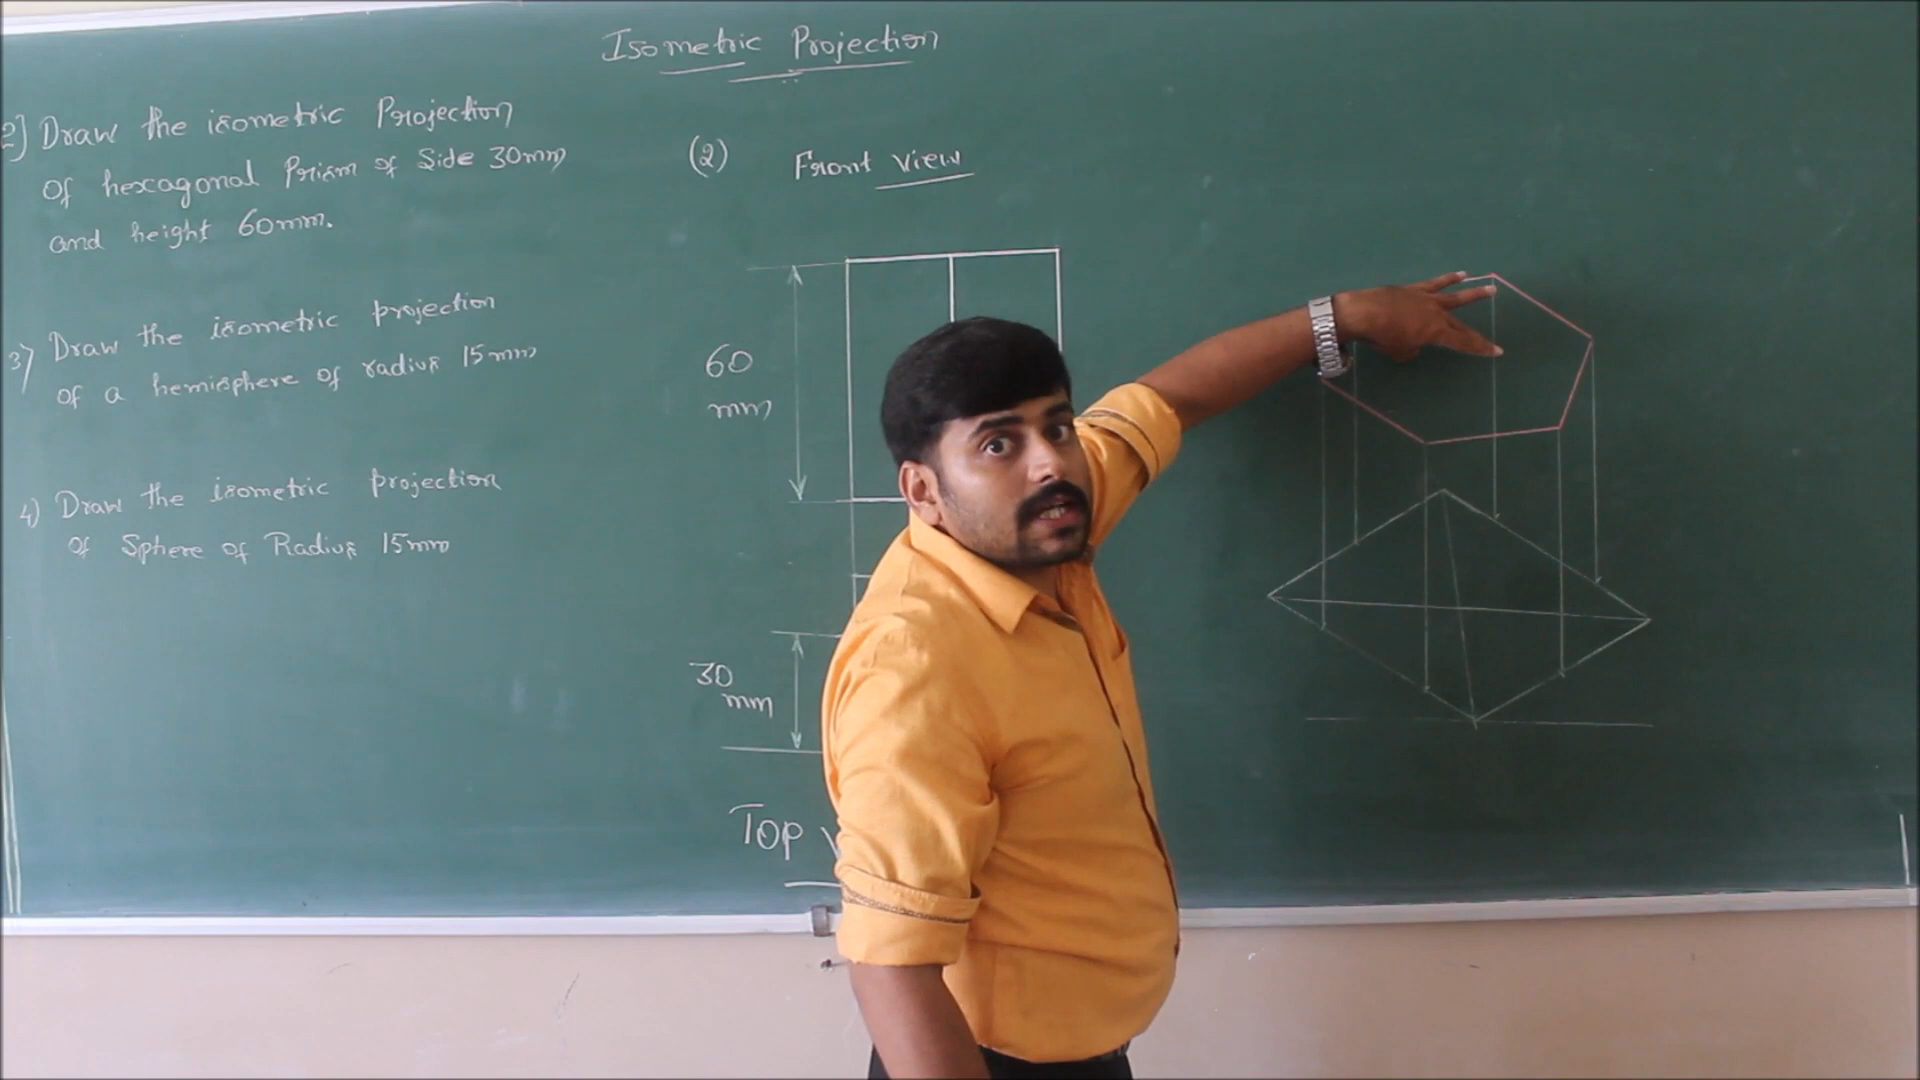 Isometric Projection
2] Draw the isometric Projection
of hexagonal Prism of Side 30mm
and height 60mm.
3) Draw the isometric projection
of a hemisphere of radius 15mm
4) Draw the isometric projection
of Sphere of Radius 15mm
(2) Front View
60
mm
30
mm
Top